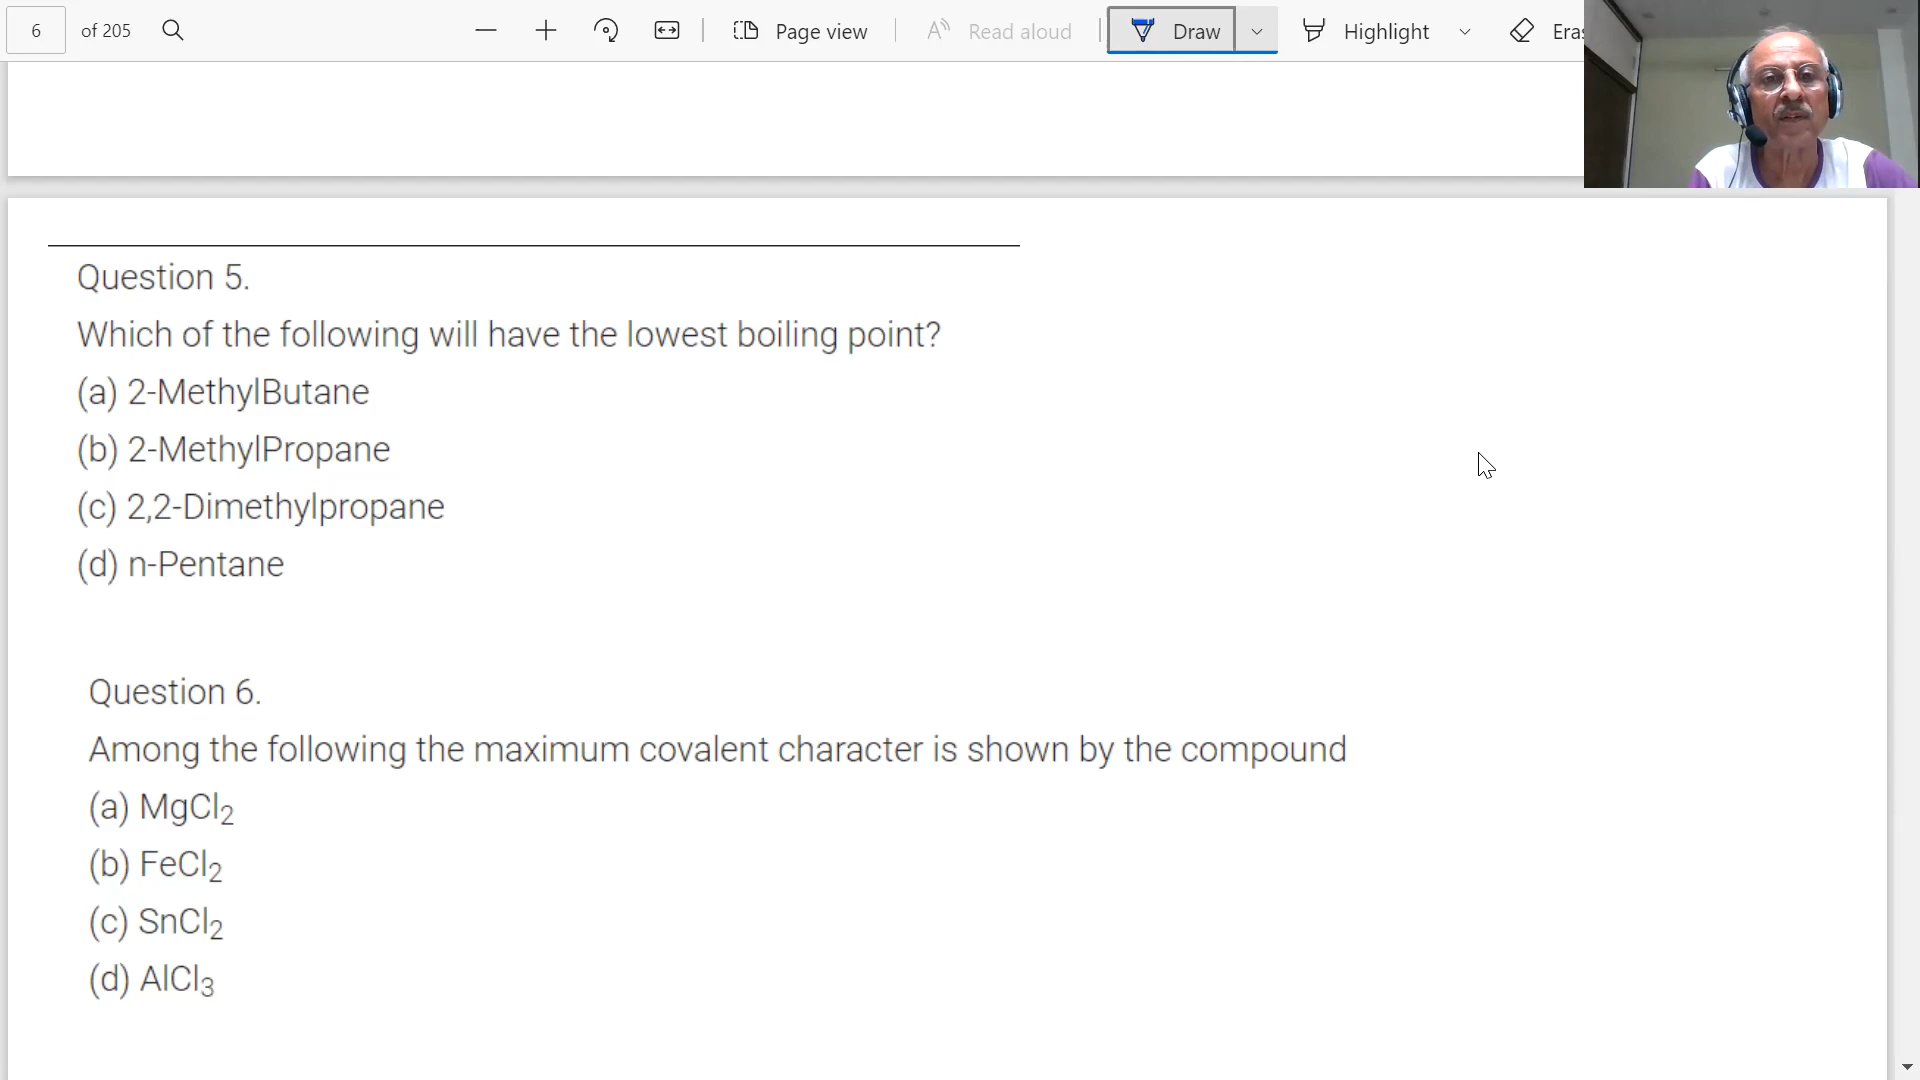 6 of 205 Page view Read aloud Draw Highlight
Question 5.
Which of the following will have the lowest boiling point?
(a) 2-MethylButane
(b) 2-MethylPropane
(c) 2,2-Dimethylpropane
(d) n-Pentane
Question 6.
Among the following the maximum covalent character is shown by the compound
(a) MgCl₂
(b) FeCl₂
(c) SnCl₂
(d) AlCl₃